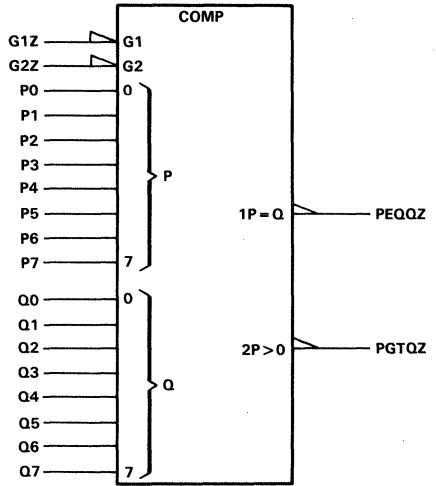 COMP
G1Z G1
G2Z G2
P0 0
P1
P2
P3 P
P4
P5 1P = Q PEQQZ
P6
P7 7
Q0 0
Q1
Q2 2P > 0 PGTQZ
Q3 Q
Q4
Q5
Q6
Q7 7